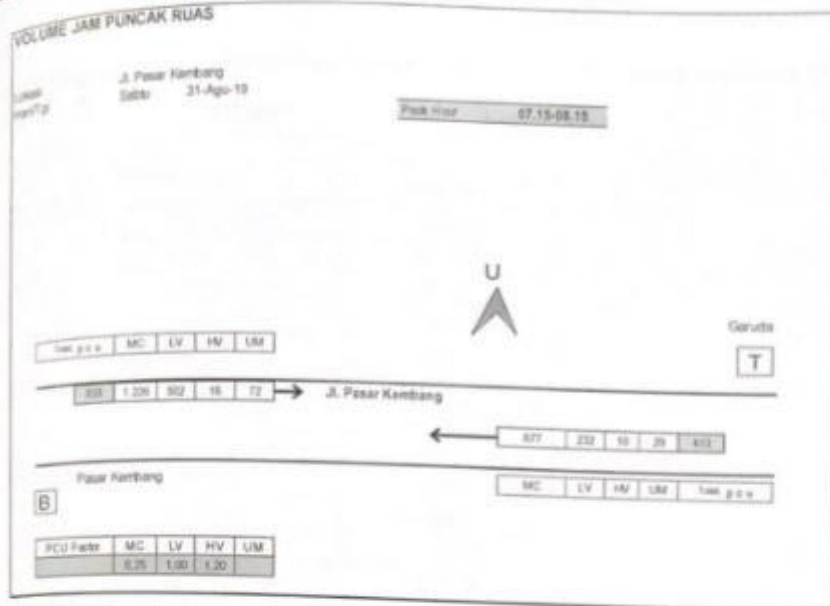 VOLUME JAM PUNCAK RUAS
Jl. Pasar Kembang
Sabtu 31-Agu-19
Peak Hour 07.15-08.15
U
Garuda
T
MC LV HV UM
1.226 502 16 72
Jl. Pasar Kembang
877 232 10 29
Pasar Kembang
B
MC LV HV UM
PCU Factor MC LV HV UM
0,25 1,00 1,20